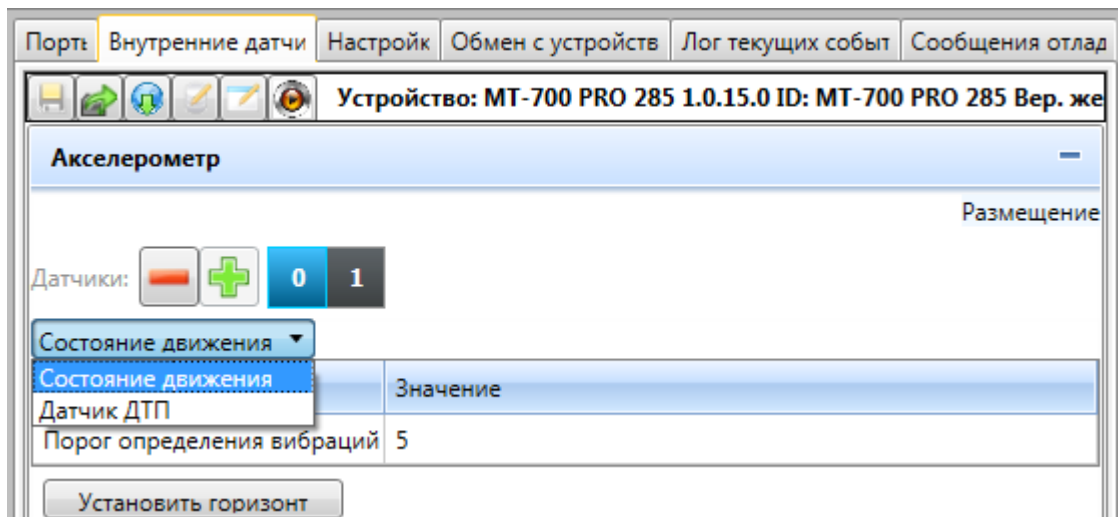 Порты Внутренние датчи Настройк Обмен с устройств Лог текущих событ Сообщения отлад
Устройство: МТ-700 PRO 285 1.0.15.0 ID: МТ-700 PRO 285 Вер. же
Акселерометр
Размещение
Датчики: 0 1
Состояние движения
Состояние движения
Значение
Датчик ДТП
Порог определения вибраций 5
Установить горизонт